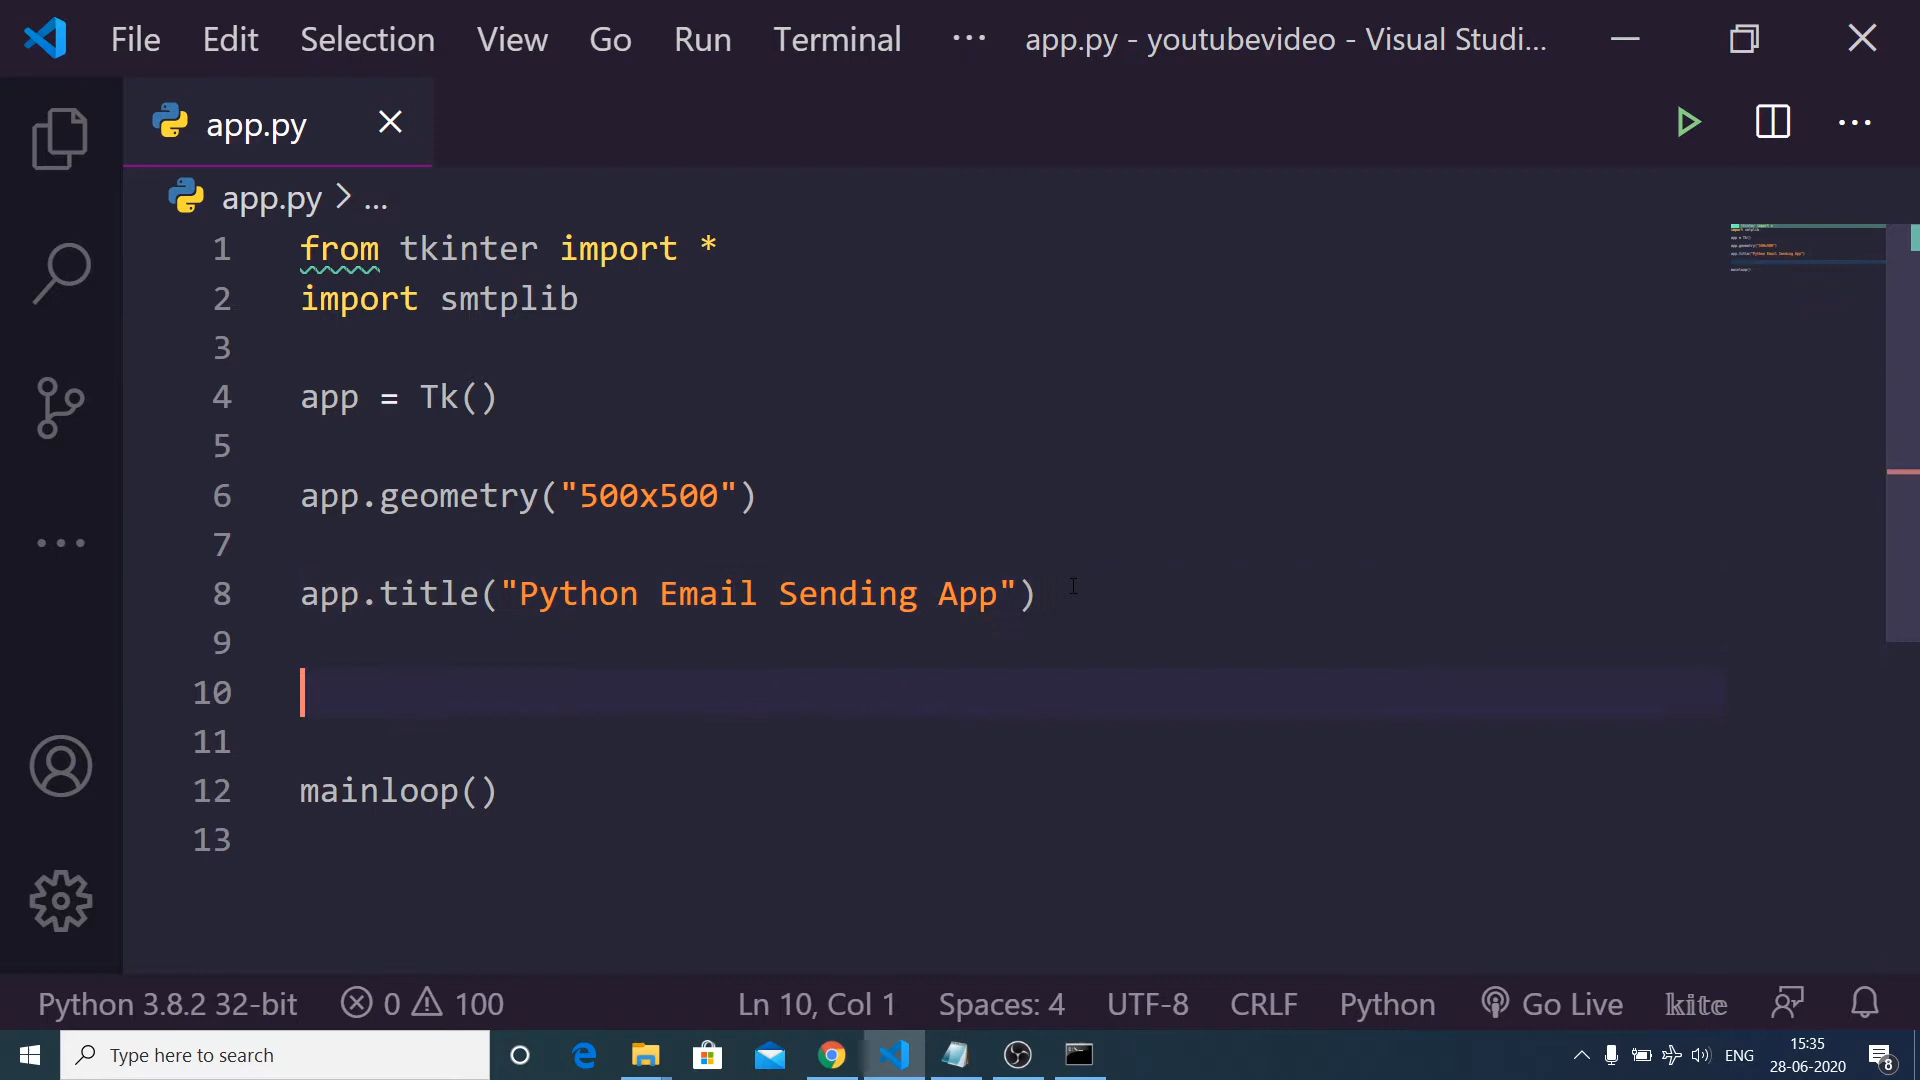 File Edit Selection View Go Run Terminal ··· app.py - youtubevideo - Visual Studi...
app.py
app.py > ...
1 from tkinter import *
2 import smtplib
3
4 app = Tk()
5
6 app.geometry("500x500")
7
8 app.title("Python Email Sending App")
9
10
11
12 mainloop()
13
Python 3.8.2 32-bit 0 100 Ln 10, Col 1 Spaces: 4 UTF-8 CRLF Python Go Live kite
Type here to search ENG 15:35
28-06-2020 8